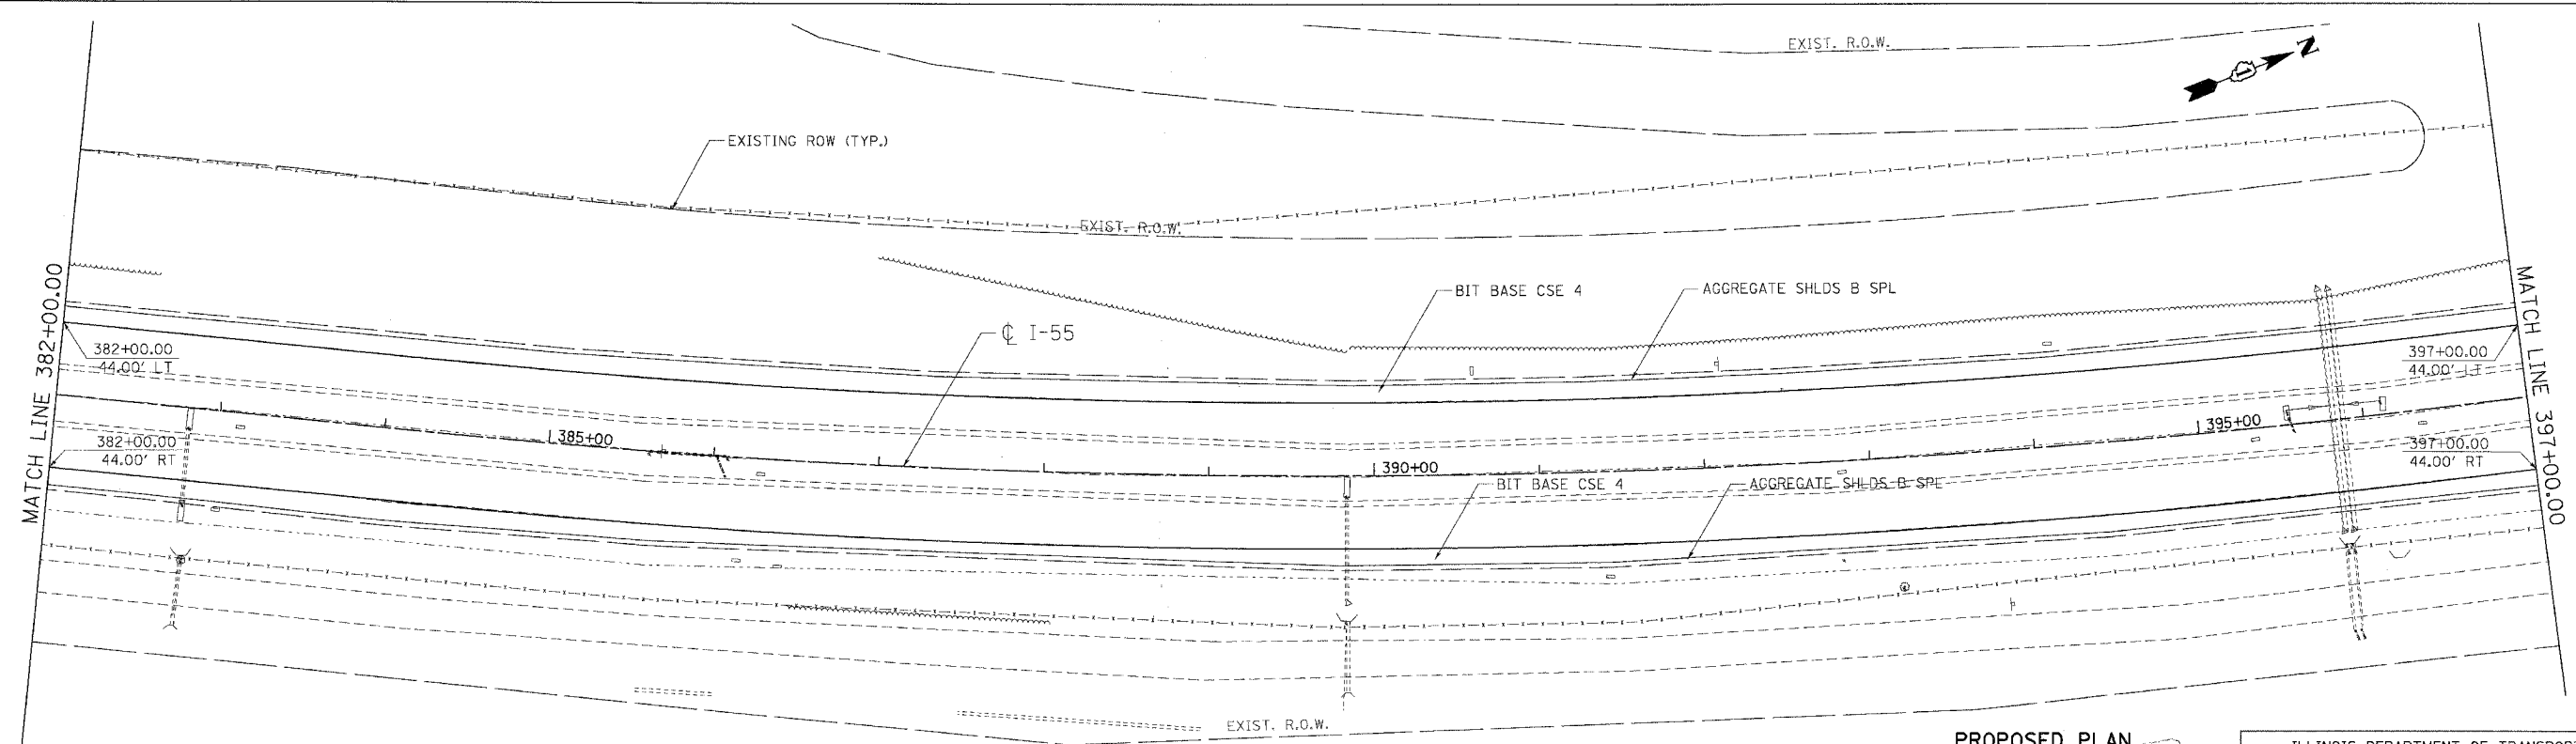 EXIST. R.O.W.
N
EXISTING ROW (TYP.)
EXIST. R.O.W.
MATCH LINE 382+00.00
BIT BASE CSE 4
AGGREGATE SHLDS B SPL
MATCH LINE 397+00.00
℄ I-55
382+00.00
44.00' LT
397+00.00
44.00' LT
382+00.00
44.00' RT
385+00
390+00
395+00
397+00.00
44.00' RT
BIT BASE CSE 4
AGGREGATE SHLDS B SPL
EXIST. R.O.W.
PROPOSED PLAN
ILLINOIS DEPARTMENT OF